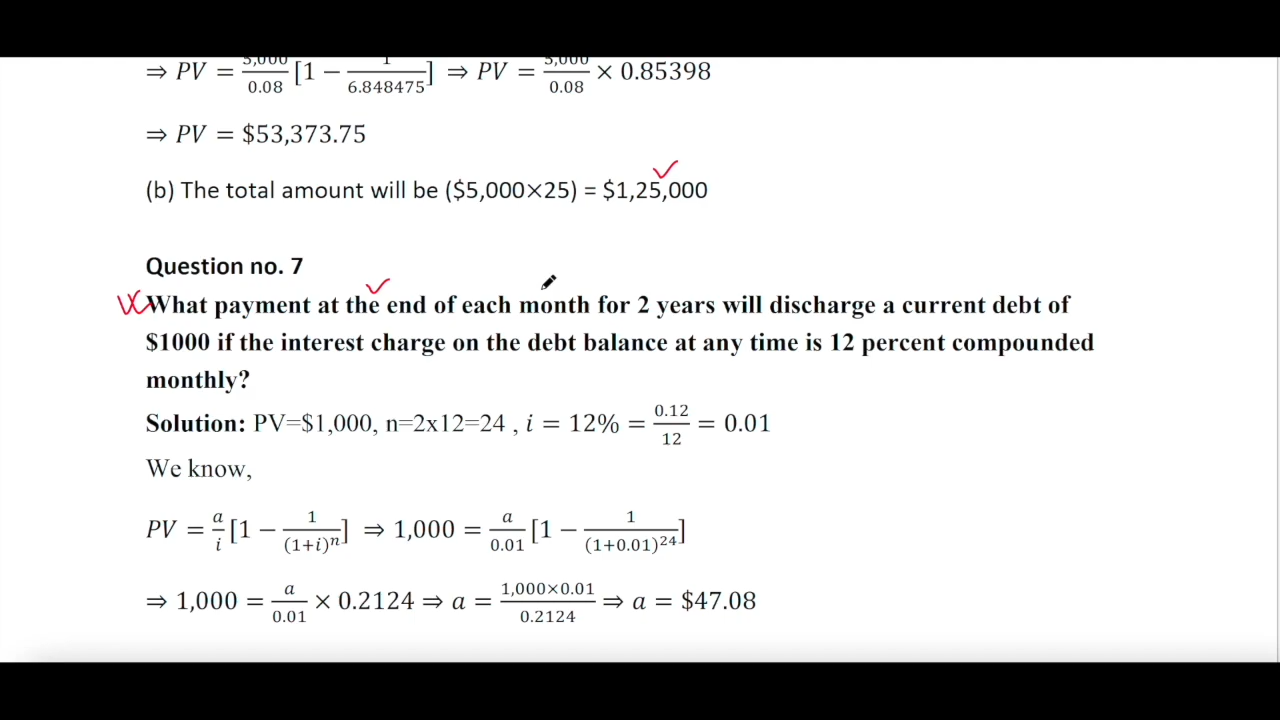 ⇒ PV = 5,000/0.08 [1 − 1/6.848475] ⇒ PV = 5,000/0.08 × 0.85398
⇒ PV = $53,373.75
(b) The total amount will be ($5,000×25) = $1,25,000
Question no. 7
What payment at the end of each month for 2 years will discharge a current debt of
$1000 if the interest charge on the debt balance at any time is 12 percent compounded
monthly?
Solution: PV=$1,000, n=2x12=24 , i = 12% = 0.12/12 = 0.01
We know,
PV = a/i [1 − 1/(1+i)ⁿ] ⇒ 1,000 = a/0.01 [1 − 1/(1+0.01)²⁴]
⇒ 1,000 = a/0.01 × 0.2124 ⇒ a = 1,000×0.01/0.2124 ⇒ a = $47.08